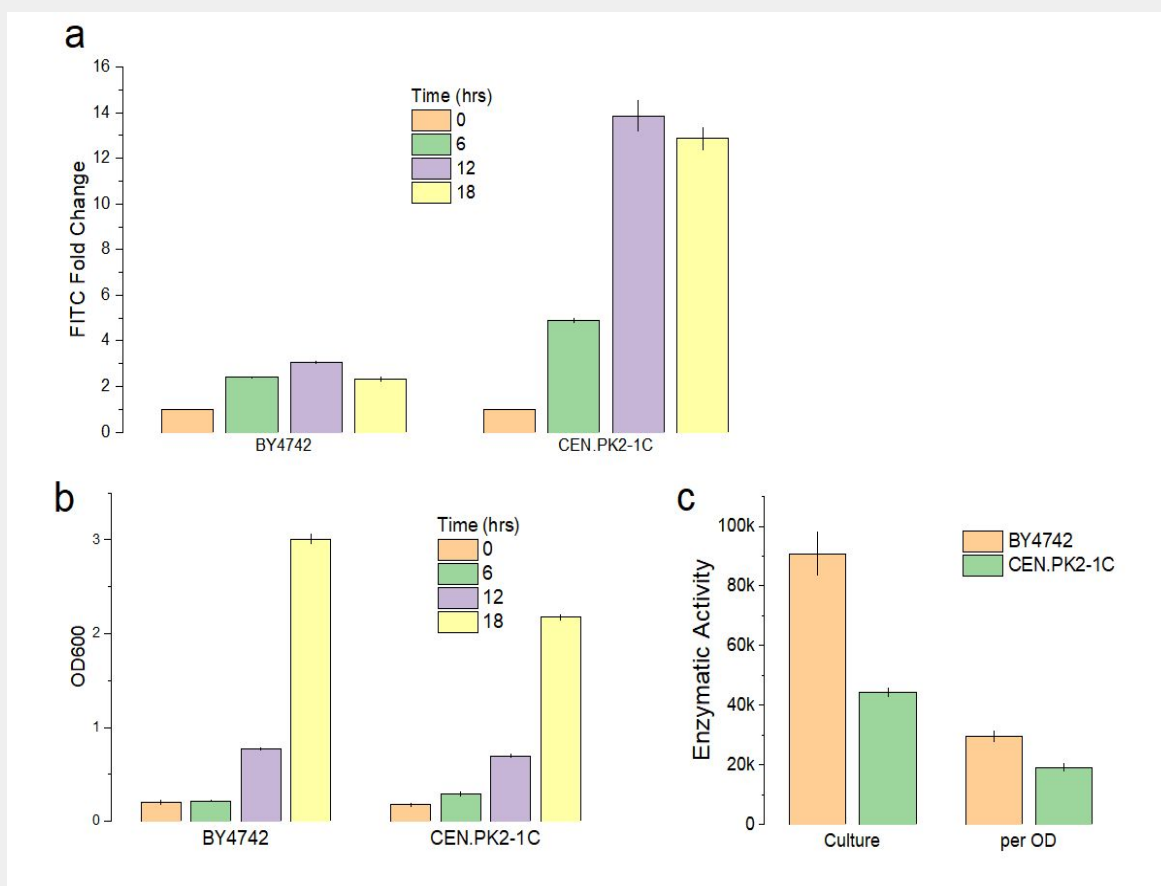 a
16
14
12
10
8
6
4
2
0
FITC Fold Change
Time (hrs)
0
6
12
18
BY4742
CEN.PK2-1C
b
3
2
1
0
OD600
Time (hrs)
0
6
12
18
BY4742
CEN.PK2-1C
c
100k
80k
60k
40k
20k
0
Enzymatic Activity
BY4742
CEN.PK2-1C
Culture
per OD